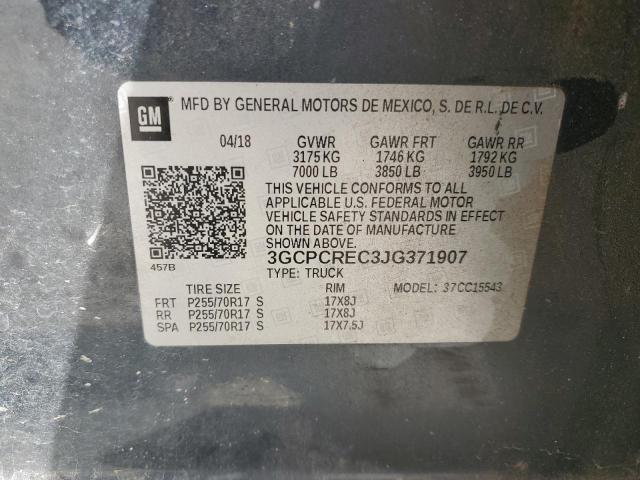 GM
MFD BY GENERAL MOTORS DE MEXICO, S. DE R.L. DE C.V.
04/18 GVWR GAWR FRT GAWR RR
3175 KG 1746 KG 1792 KG
7000 LB 3850 LB 3950 LB
THIS VEHICLE CONFORMS TO ALL
APPLICABLE U.S. FEDERAL MOTOR
VEHICLE SAFETY STANDARDS IN EFFECT
ON THE DATE OF MANUFACTURE
SHOWN ABOVE.
3GCPCREC3JG371907
457B
TYPE: TRUCK
TIRE SIZE RIM MODEL: 37CC15543
FRT P255/70R17 S 17X8J
RR P255/70R17 S 17X8J
SPA P255/70R17 S 17X7.5J